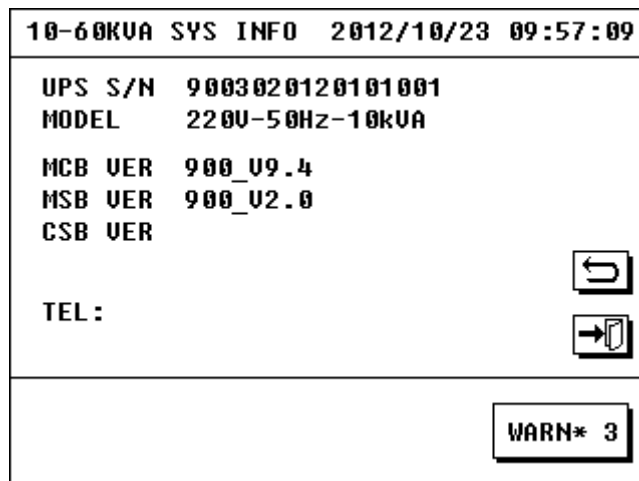 10-60KVA SYS INFO 2012/10/23 09:57:09
UPS S/N 9003020120101001
MODEL 220V-50Hz-10kVA
MCB VER 900_V9.4
MSB VER 900_V2.0
CSB VER
TEL:
WARN* 3